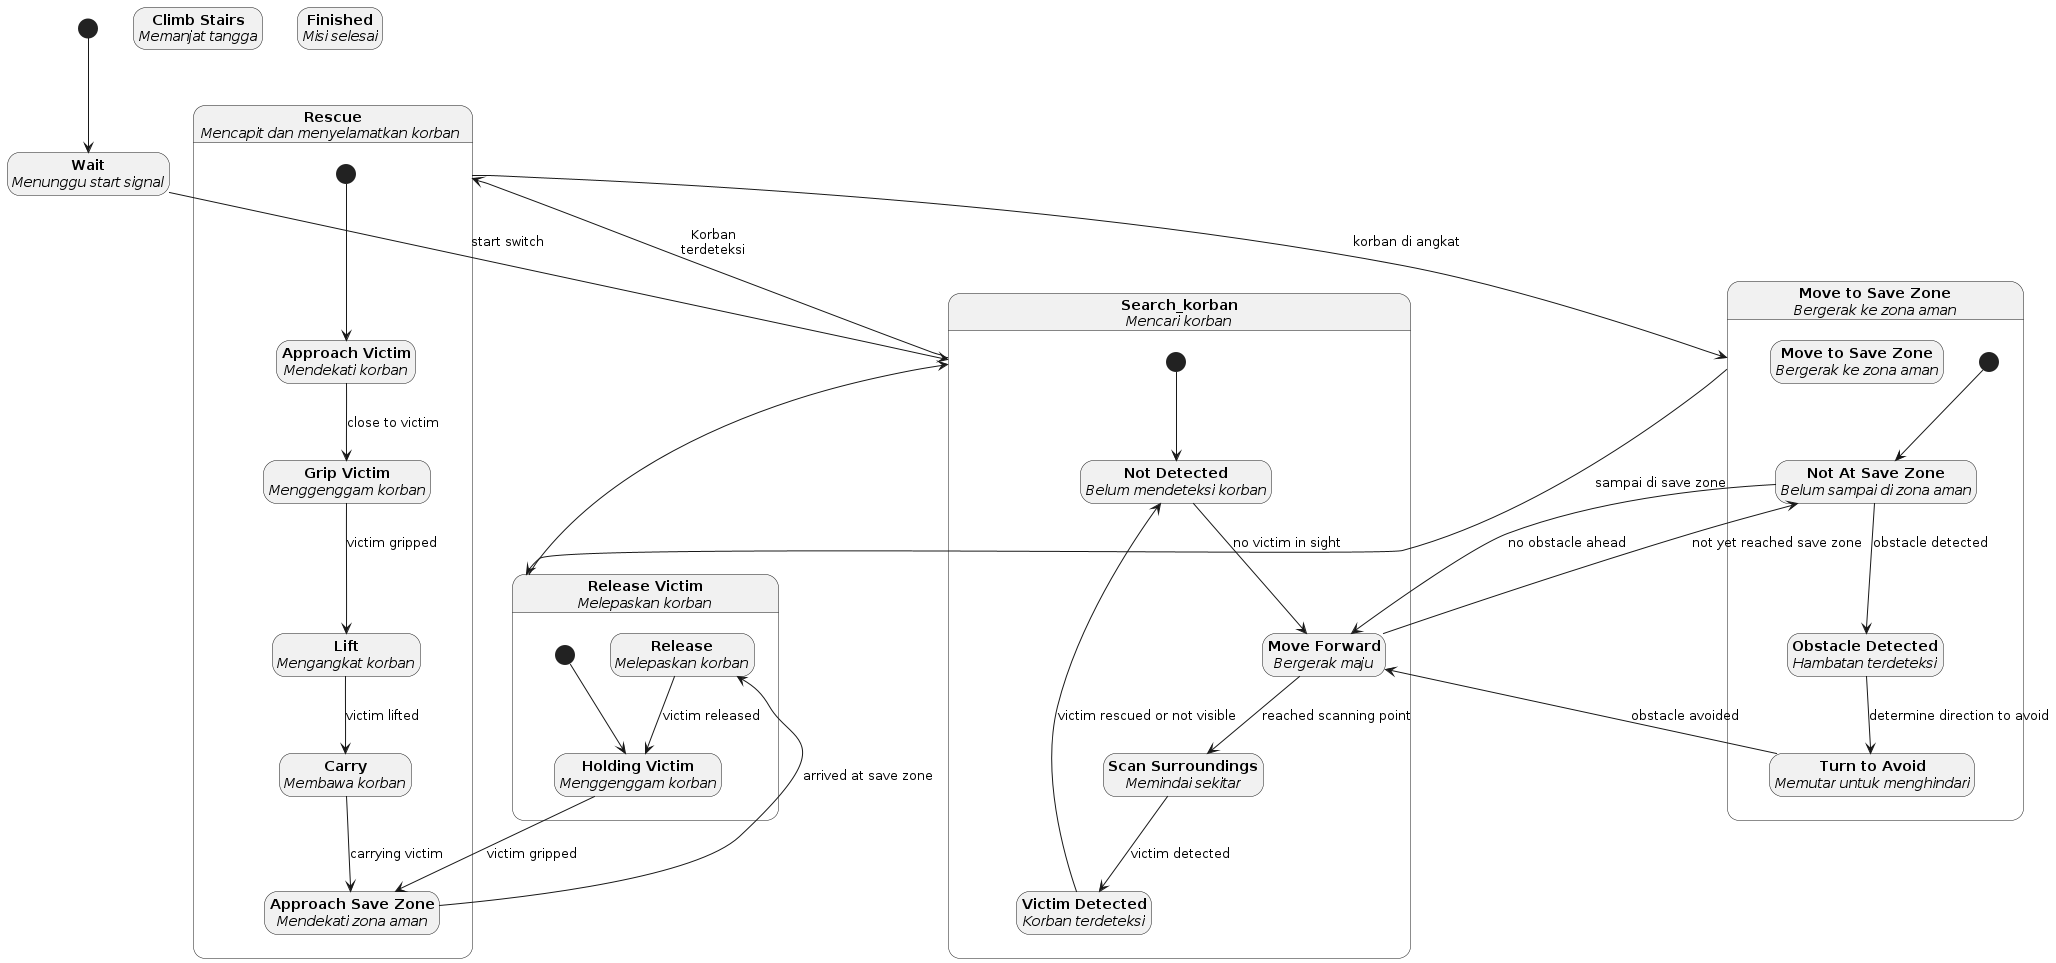 Climb Stairs
Memanjat tangga
Finished
Misi selesai
Wait
Menunggu start signal
Rescue
Mencapit dan menyelamatkan korban
start switch
Korban
terdeteksi
korban di angkat
Approach Victim
Mendekati korban
close to victim
Grip Victim
Menggenggam korban
victim gripped
Lift
Mengangkat korban
victim lifted
Carry
Membawa korban
carrying victim
Approach Save Zone
Mendekati zona aman
Release Victim
Melepaskan korban
Release
Melepaskan korban
victim released
Holding Victim
Menggenggam korban
victim gripped
arrived at save zone
Search_korban
Mencari korban
Not Detected
Belum mendeteksi korban
no victim in sight
Move Forward
Bergerak maju
victim rescued or not visible
reached scanning point
Scan Surroundings
Memindai sekitar
victim detected
Victim Detected
Korban terdeteksi
Move to Save Zone
Bergerak ke zona aman
Move to Save Zone
Bergerak ke zona aman
sampai di save zone
Not At Save Zone
Belum sampai di zona aman
no obstacle ahead
not yet reached save zone
obstacle detected
Obstacle Detected
Hambatan terdeteksi
obstacle avoided
determine direction to avoid
Turn to Avoid
Memutar untuk menghindari